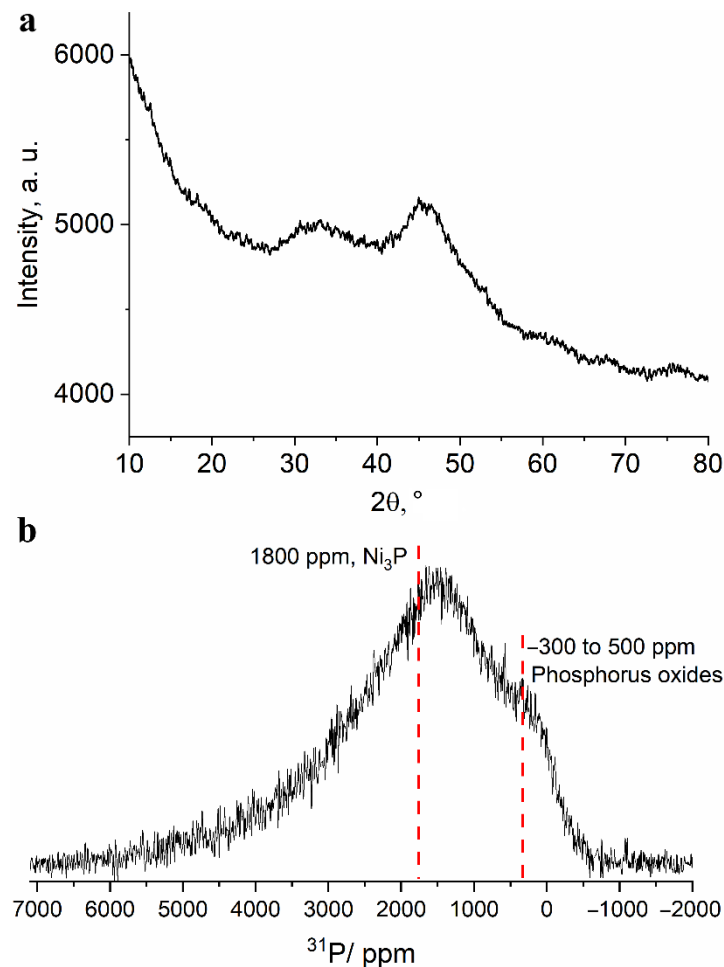 a
6000
5000
4000
Intensity, a. u.
10 20 30 40 50 60 70 80
2θ, °
b
1800 ppm, Ni₃P
−300 to 500 ppm
Phosphorus oxides
7000 6000 5000 4000 3000 2000 1000 0 −1000 −2000
³¹P/ ppm